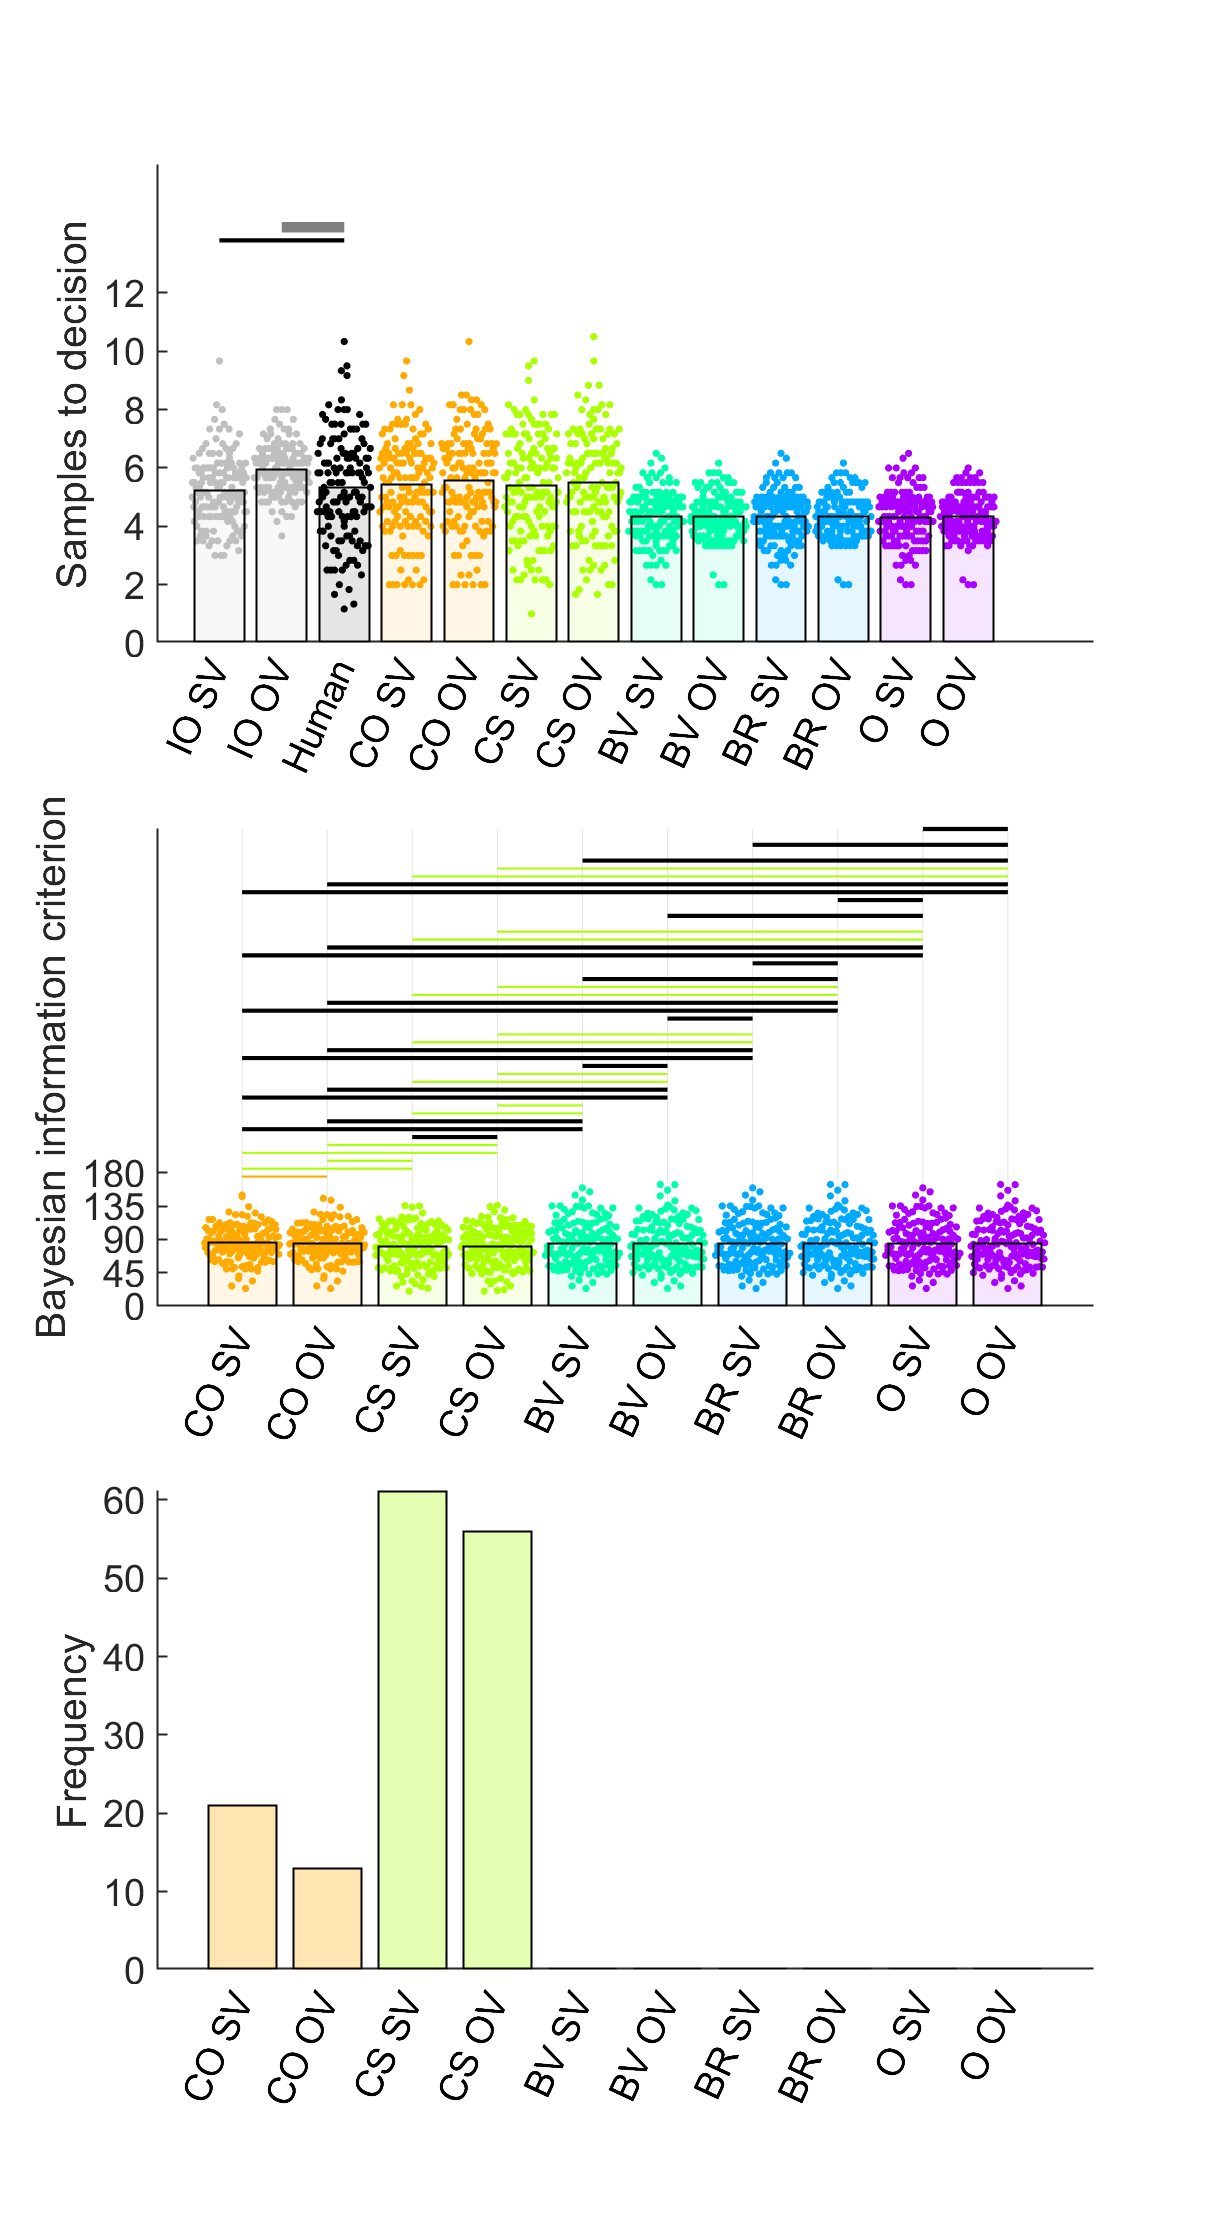 Samples to decision
12
10
8
6
4
2
0
IO SV
IO OV
Human
CO SV
CO OV
CS SV
CS OV
BV SV
BV OV
BR SV
BR OV
O SV
O OV
Bayesian information criterion
180
135
90
45
0
CO SV
CO OV
CS SV
CS OV
BV SV
BV OV
BR SV
BR OV
O SV
O OV
Frequency
60
50
40
30
20
10
0
CO SV
CO OV
CS SV
CS OV
BV SV
BV OV
BR SV
BR OV
O SV
O OV